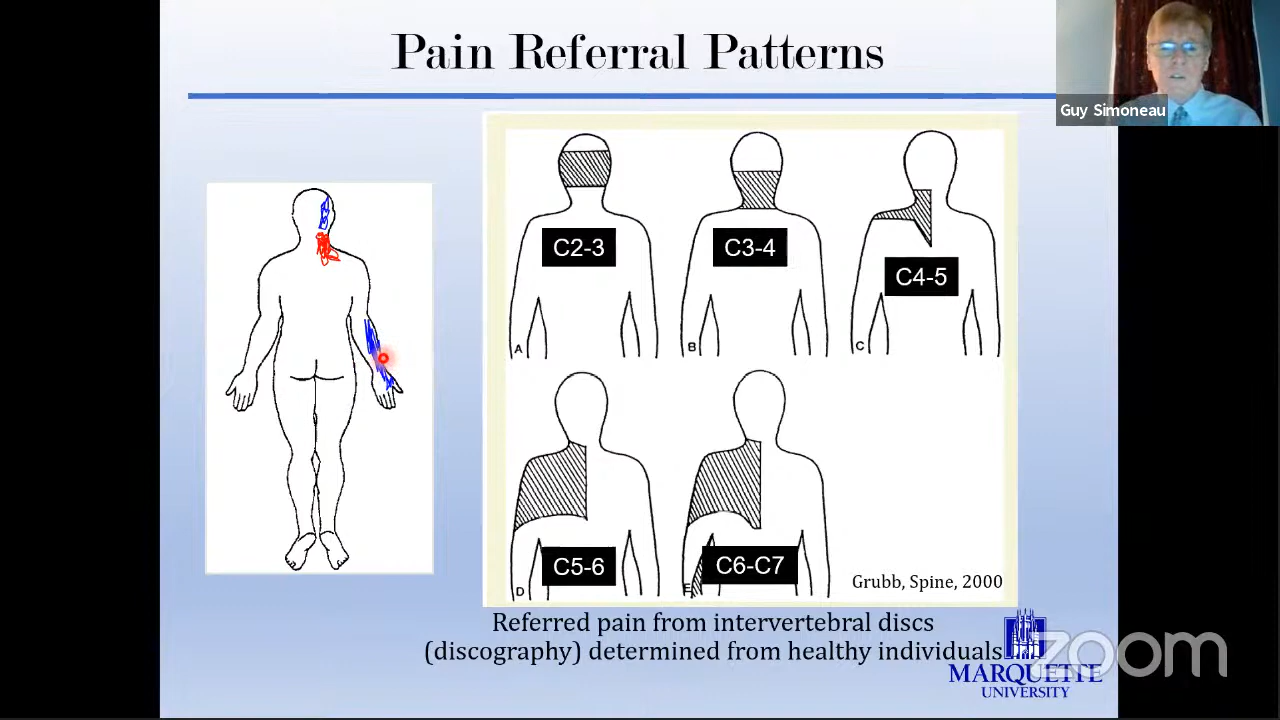 Pain Referral Patterns
Guy Simoneau
C2-3
C3-4
C4-5
A
B
C
C5-6
C6-C7
D
E
Grubb, Spine, 2000
Referred pain from intervertebral discs
(discography) determined from healthy individuals
MARQUETTE
UNIVERSITY
zoom